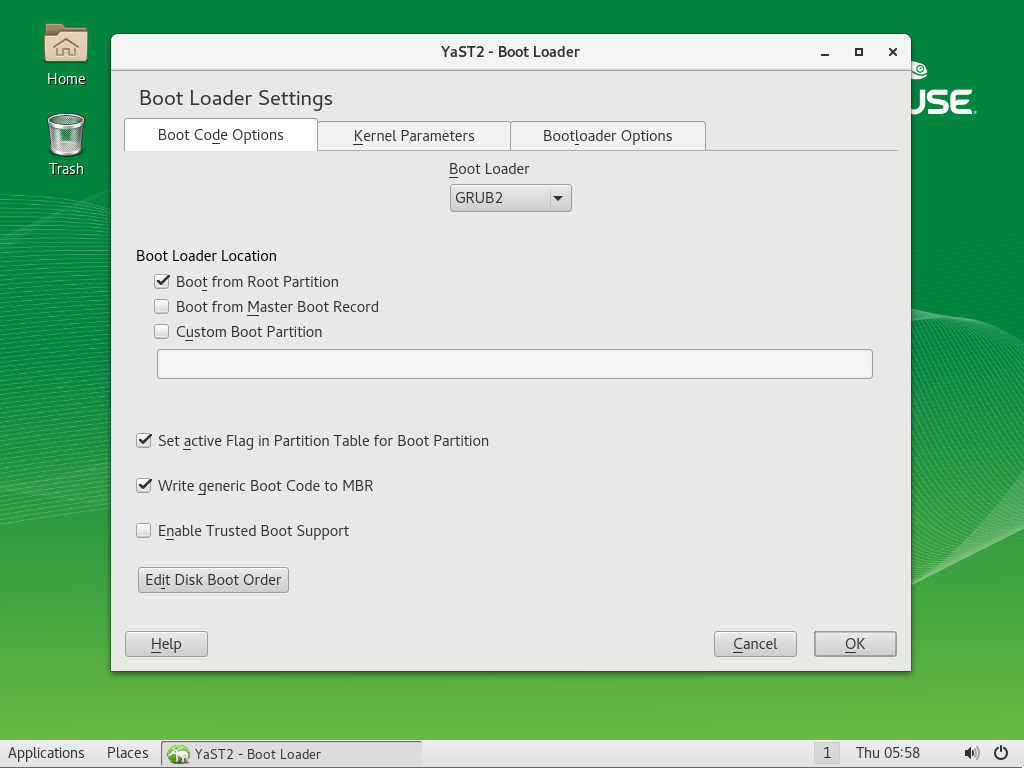 YaST2 - Boot Loader
Home
Boot Loader Settings
USE
Boot Code Options
Kernel Parameters
Bootloader Options
Trash
Boot Loader
GRUB2
Boot Loader Location
Boot from Root Partition
Boot from Master Boot Record
Custom Boot Partition
Set active Flag in Partition Table for Boot Partition
Write generic Boot Code to MBR
Enable Trusted Boot Support
Edit Disk Boot Order
Help
Cancel
OK
Applications
Places
YaST2 - Boot Loader
1
Thu 05:58